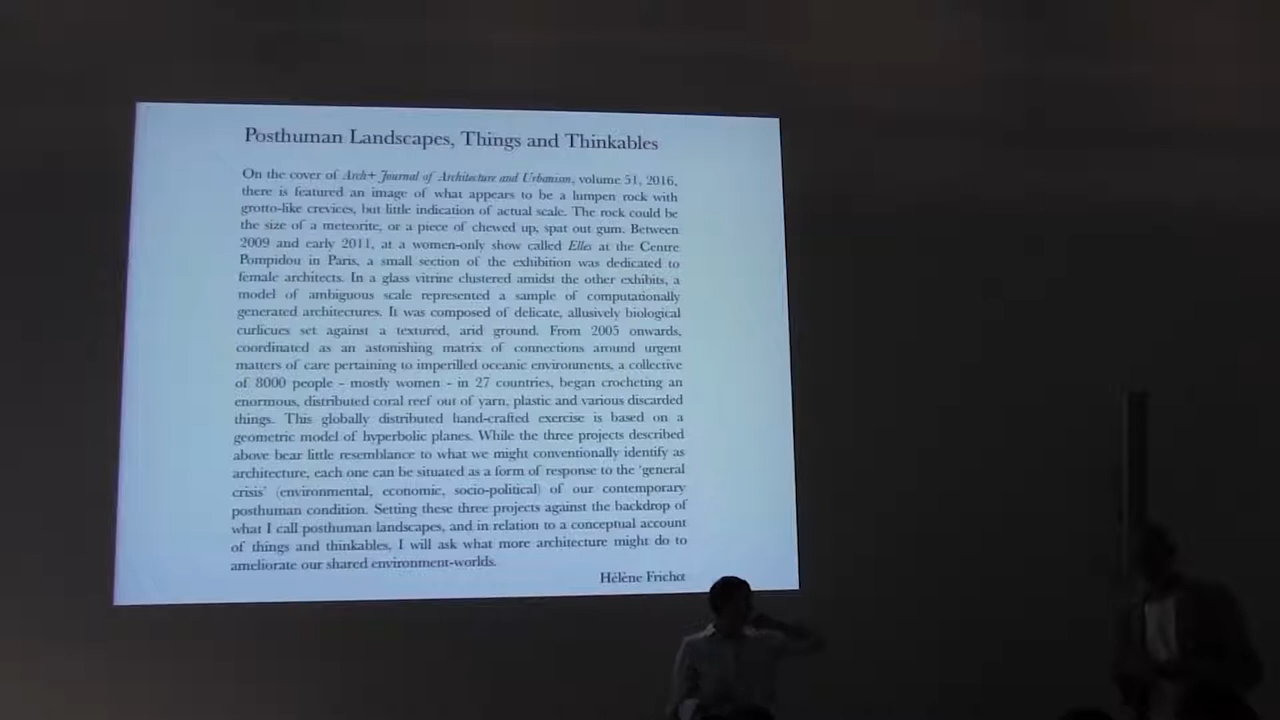 Posthuman Landscapes, Things and Thinkables
On the cover of Arch+ Journal of Architecture and Urbanism, volume 51, 2016,
there is featured an image of what appears to be a lumpen rock with
grotto-like crevices, but little indication of actual scale. The rock could be
the size of a meteorite, or a piece of chewed up, spat out gum. Between
2009 and early 2011, at a women-only show called Elles at the Centre
Pompidou in Paris, a small section of the exhibition was dedicated to
female architects. In a glass vitrine clustered amidst the other exhibits, a
model of ambiguous scale represented a sample of computationally
generated architectures. It was composed of delicate, allusively biological
curlicues set against a textured, arid ground. From 2005 onwards,
coordinated as an astonishing matrix of connections around urgent
matters of care pertaining to imperilled oceanic environments, a collective
of 8000 people - mostly women - in 27 countries, began crocheting an
enormous, distributed coral reef out of yarn, plastic and various discarded
things. This globally distributed hand-crafted exercise is based on a
geometric model of hyperbolic planes. While the three projects described
above bear little resemblance to what we might conventionally identify as
architecture, each one can be situated as a form of response to the 'general
crisis' (environmental, economic, socio-political) of our contemporary
posthuman condition. Setting these three projects against the backdrop of
what I call posthuman landscapes, and in relation to a conceptual account
of things and thinkables, I will ask what more architecture might do to
ameliorate our shared environment-worlds.
Hélène Frichot